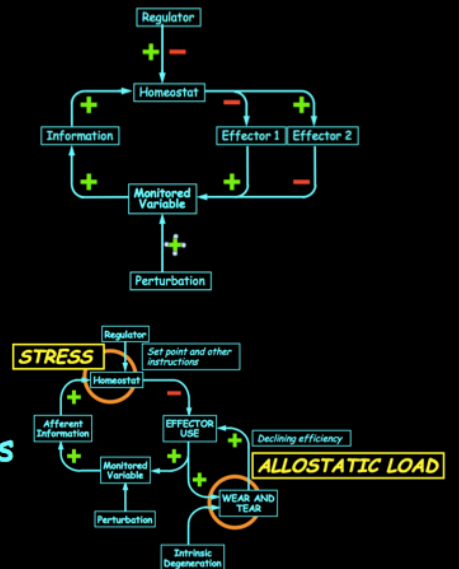 Regulator
+ −
Homeostat
+ − +
Information Effector 1 Effector 2
+ + −
Monitored
Variable
+
Perturbation
Regulator
STRESS
Set point and other
instructions
Homeostat
+ −
Afferent
Information
EFFECTOR
USE
s
+ + +
Declining efficiency
Monitored
Variable
ALLOSTATIC LOAD
+
WEAR AND
TEAR
Perturbation
Intrinsic
Degeneration